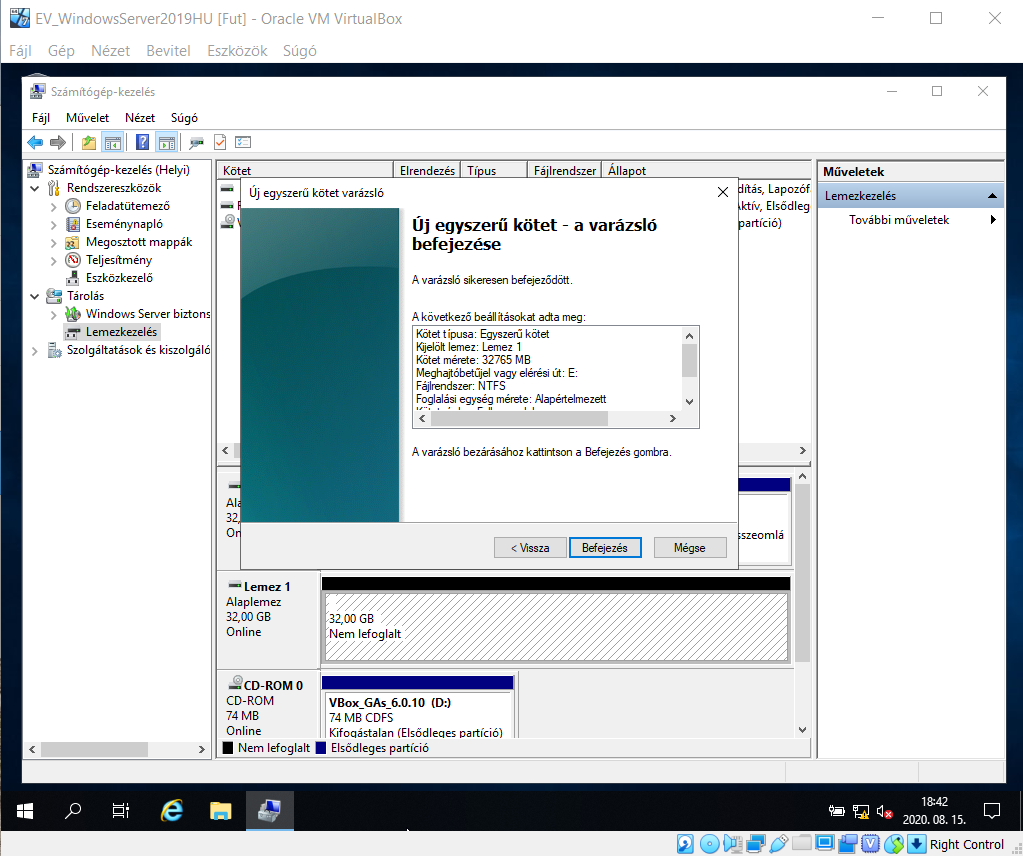 EV_WindowsServer2019HU [Fut] - Oracle VM VirtualBox
Fájl Gép Nézet Bevitel Eszközök Súgó
Számítógép-kezelés
Fájl Művelet Nézet Súgó
Számítógép-kezelés (Helyi)
Rendszereszközök
Feladatütemező
Eseménynapló
Megosztott mappák
Teljesítmény
Eszközkezelő
Tárolás
Windows Server biztons
Lemezkezelés
Szolgáltatások és kiszolgáló
Kötet Elrendezés Típus Fájlrendszer Állapot
dítás, Lapozófá
Aktív, Elsődleges
partíció)
Új egyszerű kötet varázsló
Új egyszerű kötet - a varázsló
befejezése
A varázsló sikeresen befejeződött.
A következő beállításokat adta meg:
Kötet típusa: Egyszerű kötet
Kijelölt lemez: Lemez 1
Kötet mérete: 32765 MB
Meghajtóbetűjel vagy elérési út: E:
Fájlrendszer: NTFS
Foglalási egység mérete: Alapértelmezett
A varázsló bezárásához kattintson a Befejezés gombra.
< Vissza Befejezés Mégse
Műveletek
Lemezkezelés
További műveletek
Ala
32,
On
sszeomlá
Lemez 1
Alaplemez
32,00 GB
Online
32,00 GB
Nem lefoglalt
CD-ROM 0
CD-ROM
74 MB
Online
VBox_GAs_6.0.10 (D:)
74 MB CDFS
Kifogástalan (Elsődleges partíció)
Nem lefoglalt Elsődleges partíció
18:42
2020. 08. 15.
Right Control